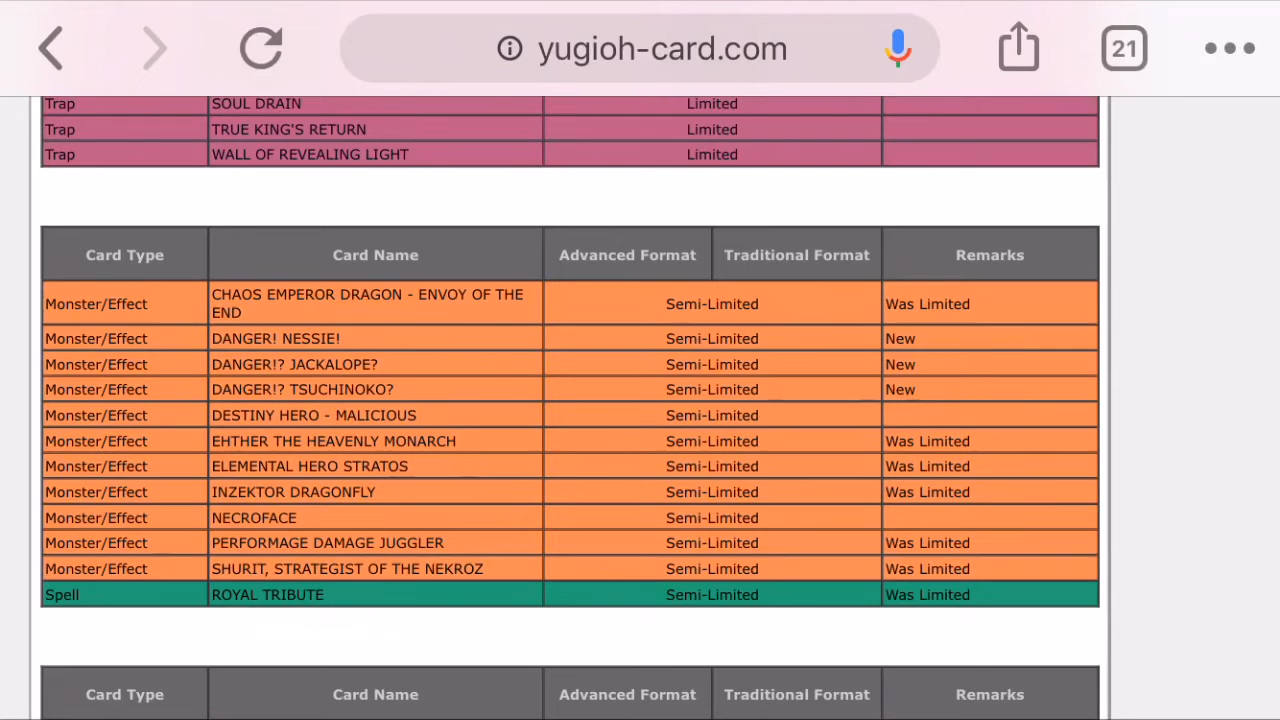 yugioh-card.com 21
Trap SOUL DRAIN Limited
Trap TRUE KING'S RETURN Limited
Trap WALL OF REVEALING LIGHT Limited
Card Type Card Name Advanced Format Traditional Format Remarks
Monster/Effect CHAOS EMPEROR DRAGON - ENVOY OF THE
END Semi-Limited Was Limited
Monster/Effect DANGER! NESSIE! Semi-Limited New
Monster/Effect DANGER!? JACKALOPE? Semi-Limited New
Monster/Effect DANGER!? TSUCHINOKO? Semi-Limited New
Monster/Effect DESTINY HERO - MALICIOUS Semi-Limited
Monster/Effect EHTHER THE HEAVENLY MONARCH Semi-Limited Was Limited
Monster/Effect ELEMENTAL HERO STRATOS Semi-Limited Was Limited
Monster/Effect INZEKTOR DRAGONFLY Semi-Limited Was Limited
Monster/Effect NECROFACE Semi-Limited
Monster/Effect PERFORMAGE DAMAGE JUGGLER Semi-Limited Was Limited
Monster/Effect SHURIT, STRATEGIST OF THE NEKROZ Semi-Limited Was Limited
Spell ROYAL TRIBUTE Semi-Limited Was Limited
Card Type Card Name Advanced Format Traditional Format Remarks